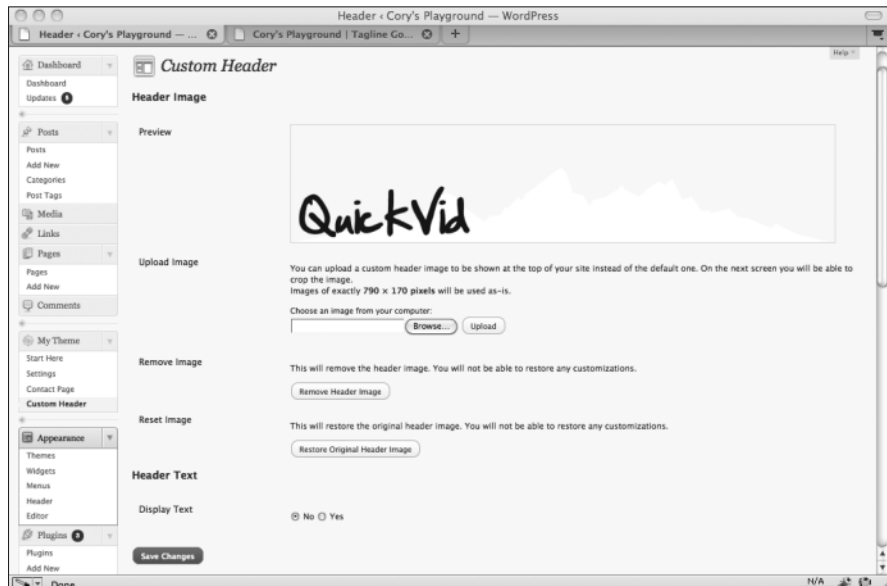 Header ‹ Cory's Playground — WordPress
Header ‹ Cory's Playground — ...
Cory's Playground | Tagline Go...
+
Help
Dashboard
Dashboard
Updates 5
Posts
Posts
Add New
Categories
Post Tags
Media
Links
Pages
Pages
Add New
Comments
My Theme
Start Here
Settings
Contact Page
Custom Header
Appearance
Themes
Widgets
Menus
Header
Editor
Plugins 3
Plugins
Add New
Custom Header
Header Image
Preview
QuickVid
Upload Image
You can upload a custom header image to be shown at the top of your site instead of the default one. On the next screen you will be able to
crop the image.
Images of exactly 790 × 170 pixels will be used as-is.
Choose an image from your computer:
Browse...
Upload
Remove Image
This will remove the header image. You will not be able to restore any customizations.
Remove Header Image
Reset Image
This will restore the original header image. You will not be able to restore any customizations.
Restore Original Header Image
Header Text
Display Text
No Yes
Save Changes
Done
N/A